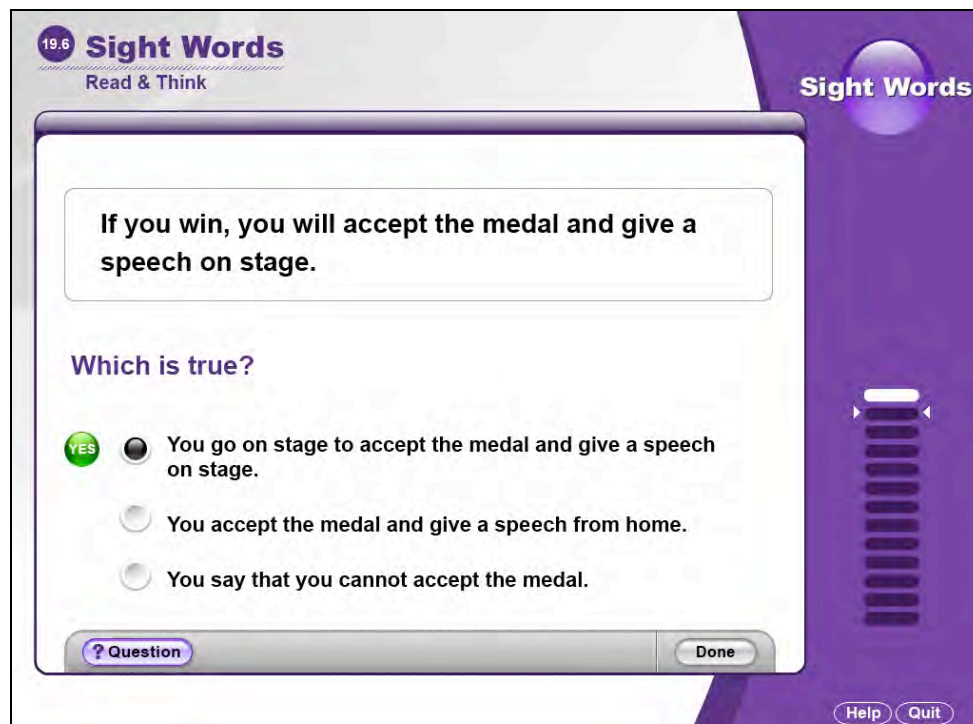 19.6 Sight Words
Read & Think
Sight Words
If you win, you will accept the medal and give a
speech on stage.
Which is true?
YES You go on stage to accept the medal and give a speech
on stage.
You accept the medal and give a speech from home.
You say that you cannot accept the medal.
? Question Done
Help Quit